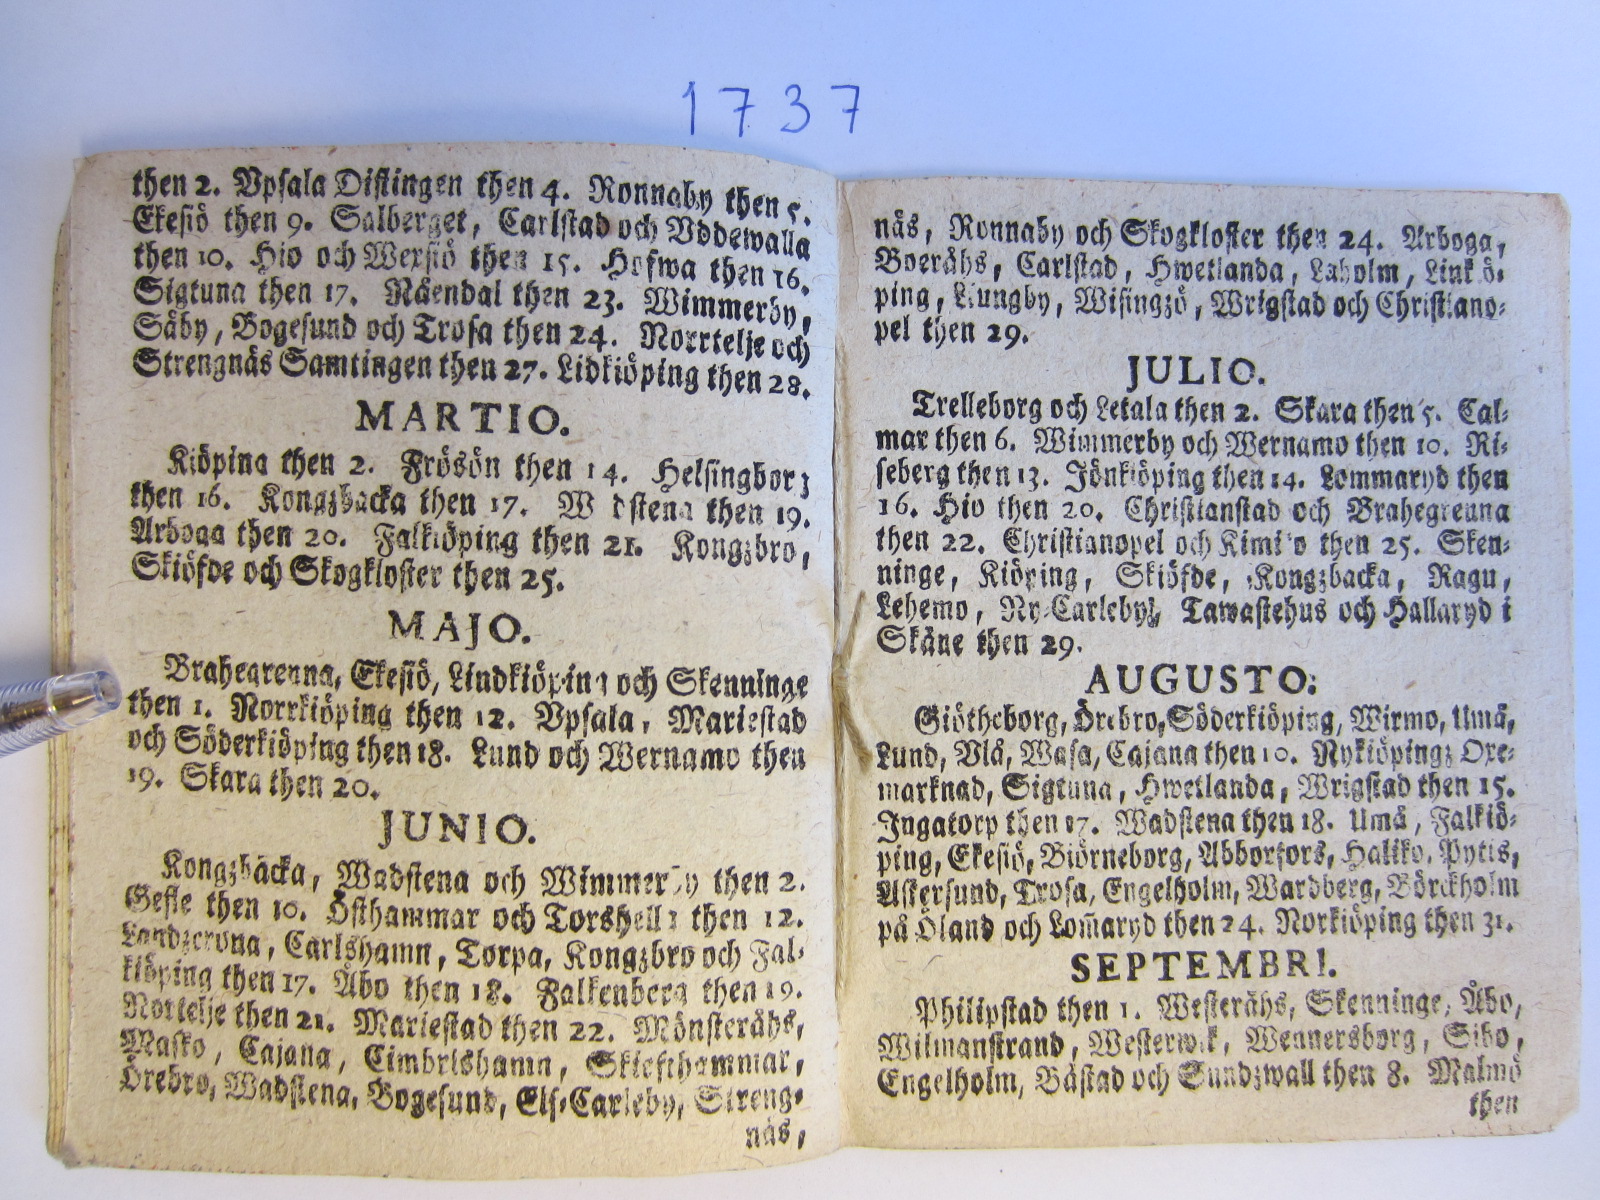 1737
then 2. Vpsala Distingen then 4. Ronnaby then 5.
Ekesiö then 9. Salberget, Carlstad och Vddewalla
then 10. Hio och Wexsiö then 15. Hofwa then 16.
Sigtuna then 17. Nåendal then 23. Wimmerby,
Säby, Bogesund och Trosa then 24. Norrtelje och
Strengnäs Samtingen then 27. Lidkiöping then 28.
MARTIO.
Kiöping then 2. Frösön then 14. Helsingborg
then 16. Kongzbacka then 17. W dstena then 19.
Arboga then 20. Falkiöping then 21. Kongzbro,
Skiöfde och Skogkloster then 25.
MAJO.
Brahegrenna, Ekesiö, Lindkiöping och Skenninge
then 1. Norrkiöping then 12. Vpsala, Mariestad
och Söderkiöping then 18. Lund och Wernamo then
19. Skara then 20.
JUNIO.
Kongzbacka, Wadstena och Wimmerby then 2.
Gefle then 10. Östhammar och Torshella then 12.
Landzcrona, Carlshamn, Torpa, Kongzbro och Fal-
kiöping then 17. Åbo then 18. Falkenberg then 19.
Nortelje then 21. Mariestad then 22. Mönsteråhs,
Masko, Cajana, Cimbrishamn, Skiefthammar,
Örebro, Wadstena, Bogesund, Elf-Carleby, Streng-
näs,
näs, Ronnaby och Skogkloster then 24. Arboga,
Boeråhs, Carlstad, Hwetlanda, Laholm, Linkiö-
ping, Liungby, Wisingzö, Wrigstad och Christiano-
pel then 29.
JULIO.
Trelleborg och Letala then 2. Skara then 5. Cal-
mar then 6. Wimmerby och Wernamo then 10. Ri-
seberg then 13. Jönkiöping then 14. Lommaryd then
16. Hio then 20. Christianstad och Brahegrenna
then 22. Christianopel och Kimito then 25. Sken-
ninge, Kiöping, Skiöfde, Kongzbacka, Ragu,
Lehemo, Ny-Carleby, Tawastehus och Hallaryd i
Skåne then 29.
AUGUSTO.
Giötheborg, Örebro, Söderkiöping, Wirmo, Umå,
Lund, Vlå, Wasa, Cajana then 10. Nykiöpingz Oxe-
marknad, Sigtuna, Hwetlanda, Wrigstad then 15.
Ingatorp then 17. Wadstena then 18. Umå, Falkiö-
ping, Ekesiö, Biörneborg, Abborfors, Haliko, Pytis,
Askersund, Trosa, Engelholm, Wardberg, Börckholm
på Öland och Lom̃aryd then 24. Norkiöping then 31.
SEPTEMBRI.
Philipstad then 1. Westeråhs, Skenninge, Åbo,
Wilmanstrand, Westerwik, Wennersborg, Sibo,
Engelholm, Båstad och Sundzwall then 8. Malmö
then